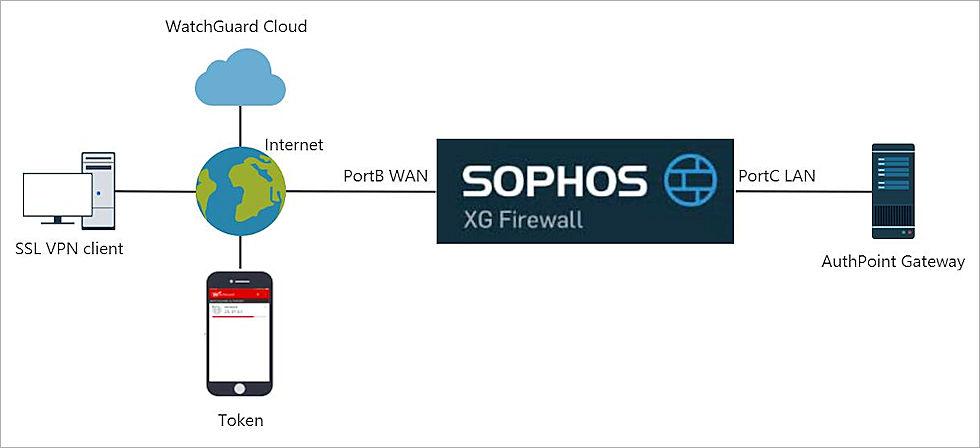 WatchGuard Cloud
Internet
PortB WAN
SOPHOS
XG Firewall
PortC LAN
SSL VPN client
AuthPoint Gateway
Token